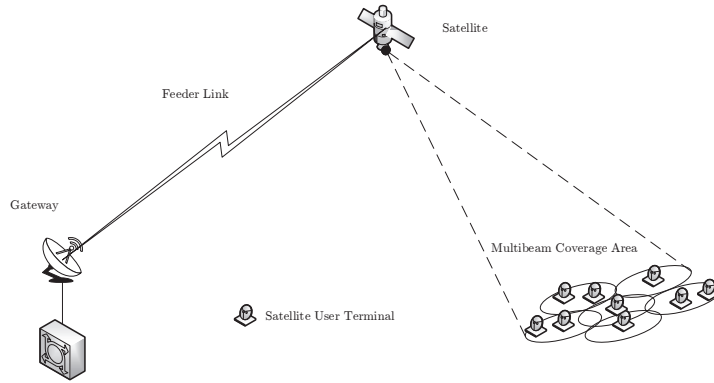 Satellite
Feeder Link
Gateway
Multibeam Coverage Area
Satellite User Terminal